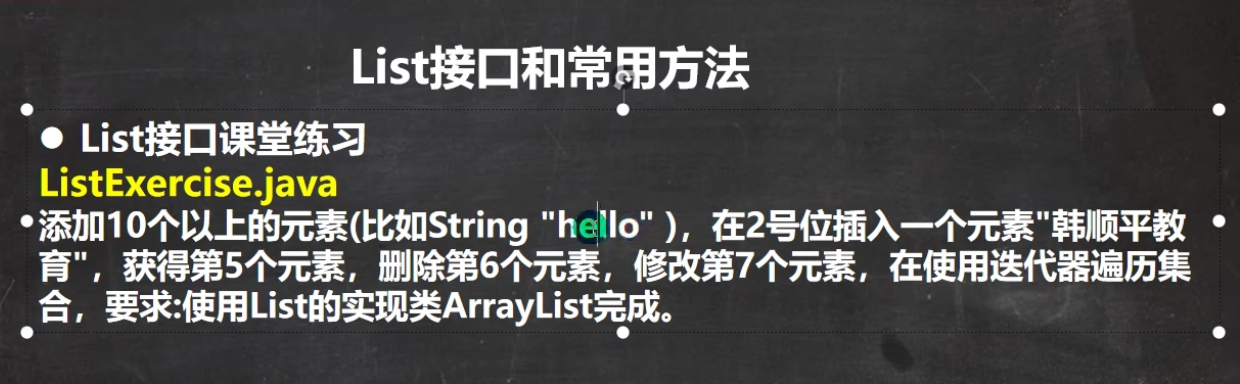 List接口和常用方法
● List接口课堂练习
ListExercise.java
添加10个以上的元素(比如String "hello" )，在2号位插入一个元素"韩顺平教
育"，获得第5个元素，删除第6个元素，修改第7个元素，在使用迭代器遍历集
合，要求:使用List的实现类ArrayList完成。